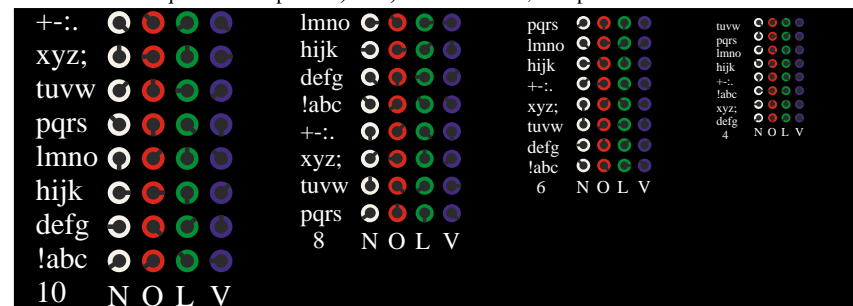 +-:.
xyz;
tuvw
pqrs
lmno
hijk
defg
!abc
10 N O L V
lmno
hijk
defg
!abc
+-:.
xyz;
tuvw
pqrs
8 N O L V
pqrs
lmno
hijk
+-:.
xyz;
tuvw
defg
!abc
6 N O L V
tuvw
pqrs
lmno
hijk
+-:.
!abc
xyz;
defg
4 N O L V